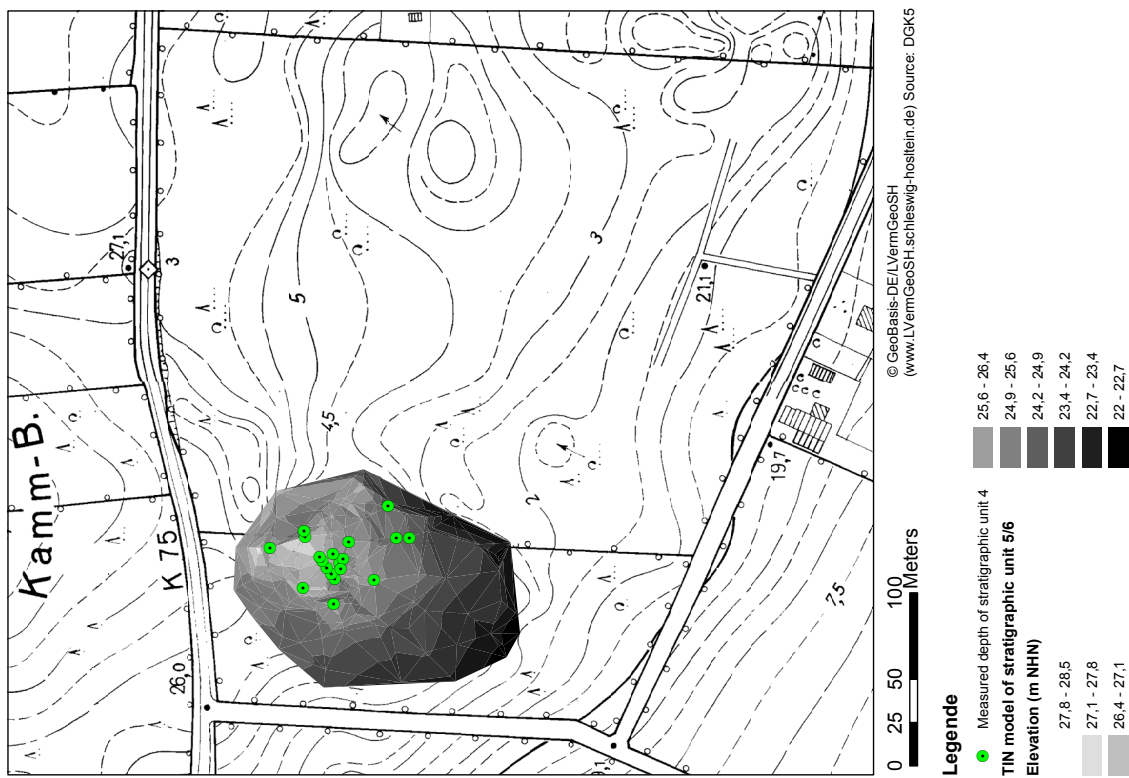 Kamm-B.
K 75
26,0
27,1
3
5
4,5
3
2
21,1
19,7
7,5
9,1
0 25 50 100
Meters
© GeoBasis-DE/LVermGeoSH
(www.LVermGeoSH.schleswig-hosltein.de) Source: DGK5
Legende
Measured depth of stratigraphic unit 4
TIN model of stratigraphic unit 5/6
Elevation (m NHN)
27,8 - 28,5
27,1 - 27,8
26,4 - 27,1
25,6 - 26,4
24,9 - 25,6
24,2 - 24,9
23,4 - 24,2
22,7 - 23,4
22 - 22,7